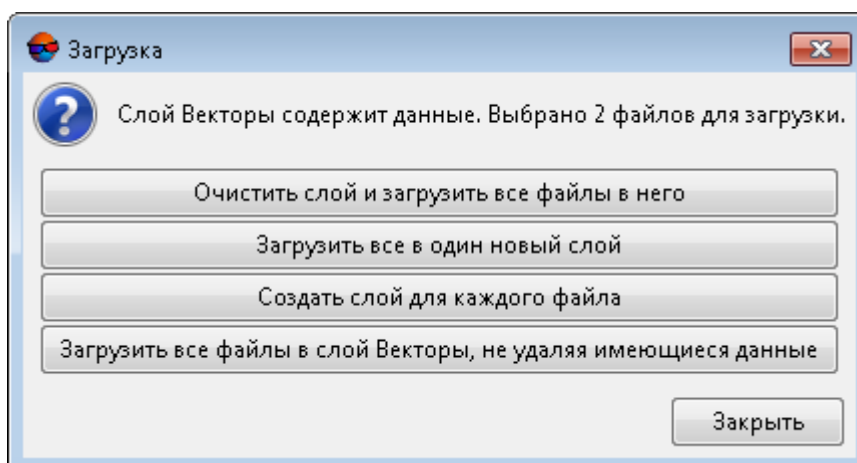 Загрузка
Слой Векторы содержит данные. Выбрано 2 файлов для загрузки.
Очистить слой и загрузить все файлы в него
Загрузить все в один новый слой
Создать слой для каждого файла
Загрузить все файлы в слой Векторы, не удаляя имеющиеся данные
Закрыть